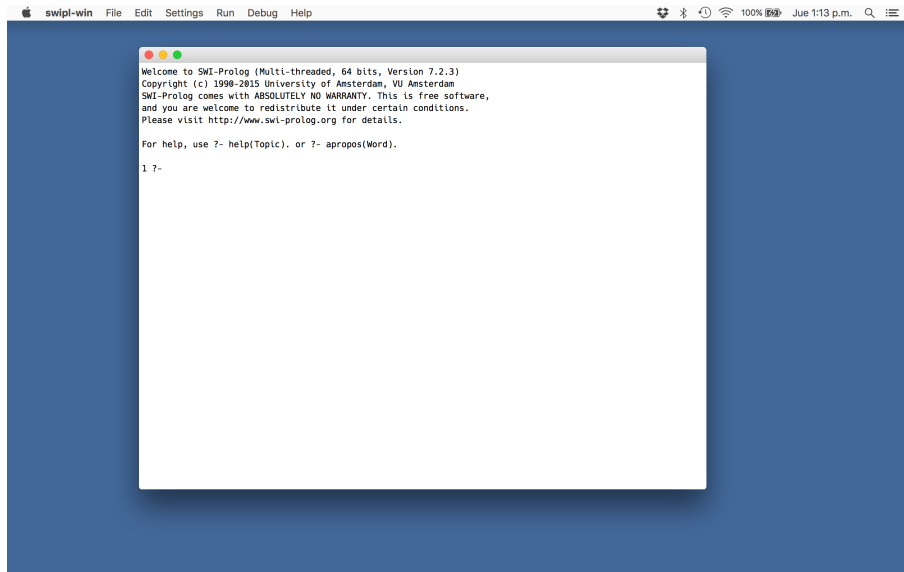 swipl-win File Edit Settings Run Debug Help 100% Jue 1:13 p.m.
Welcome to SWI-Prolog (Multi-threaded, 64 bits, Version 7.2.3)
Copyright (c) 1990-2015 University of Amsterdam, VU Amsterdam
SWI-Prolog comes with ABSOLUTELY NO WARRANTY. This is free software,
and you are welcome to redistribute it under certain conditions.
Please visit http://www.swi-prolog.org for details.
For help, use ?- help(Topic). or ?- apropos(Word).
1 ?-